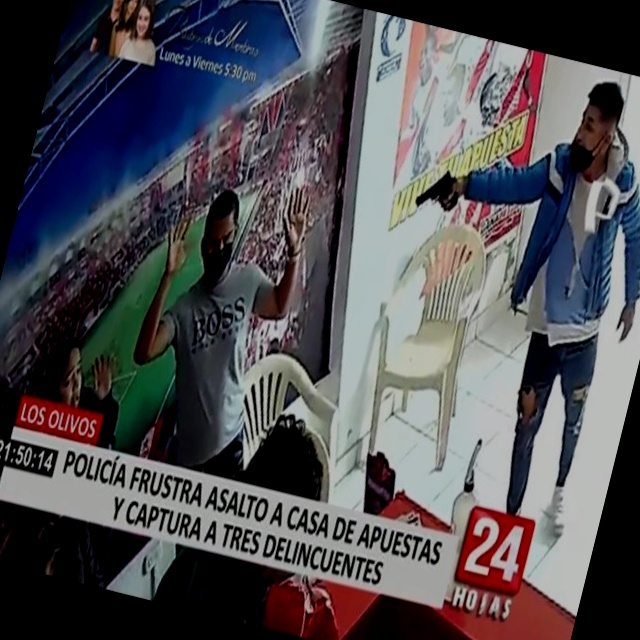 Lunes a Viernes 5:30 pm
BOSS
LOS OLIVOS
21:50:14
POLICÍA FRUSTRA ASALTO A CASA DE APUESTAS
Y CAPTURA A TRES DELINCUENTES
24
HORAS